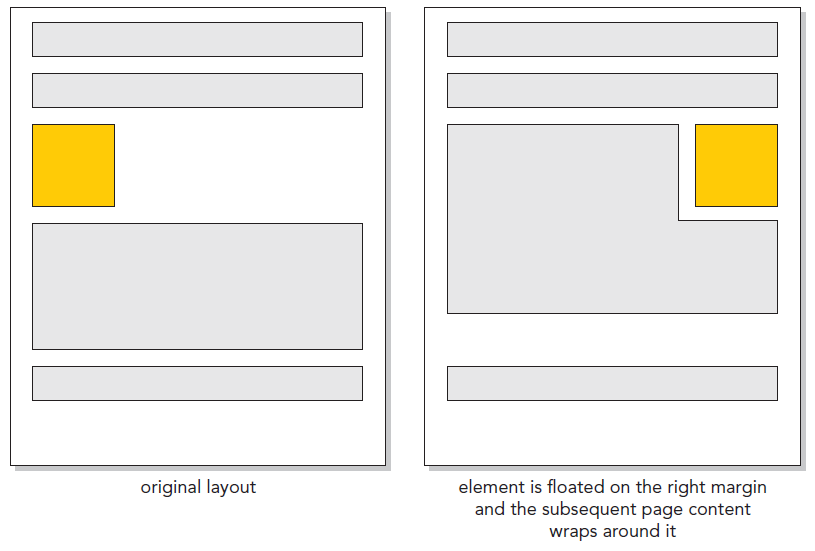 original layout
element is floated on the right margin
and the subsequent page content
wraps around it